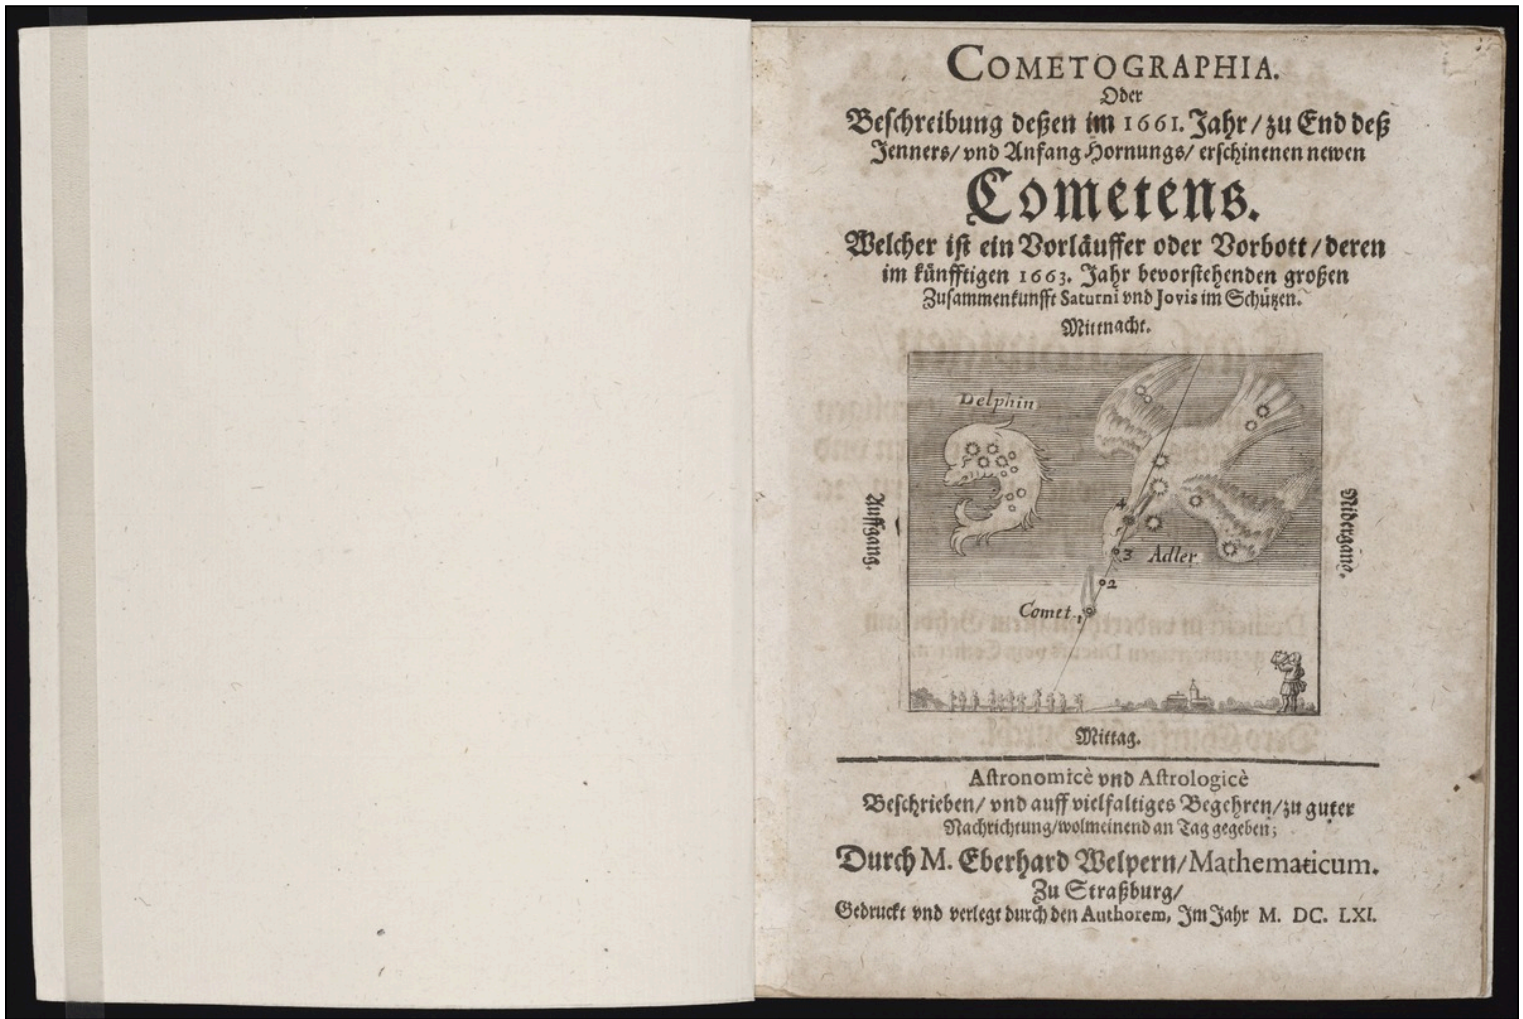 COMETOGRAPHIA.
Oder
Beschreibung deßen im 1661. Jahr / zu End deß
Jenners / vnd Anfang Hornungs / erschinenen newen
Cometens.
Welcher ist ein Vorläuffer oder Vorbott / deren
im künfftigen 1663. Jahr bevorstehenden großen
Zusammenkunfft Saturni vnd Jovis im Schützen.
Mittnacht.
Delphin
Auffgang.
Nidergang.
4
3 Adler
2
Comet. 1
Mittag.
Astronomicè vnd Astrologicè
Beschrieben / vnd auff vielfaltiges Begehren / zu guter
Nachrichtung / wolmeinend an Tag gegeben;
Durch M. Eberhard Welpern / Mathematicum.
Zu Straßburg /
Gedruckt vnd verlegt durch den Authorem, Im Jahr M. DC. LXI.